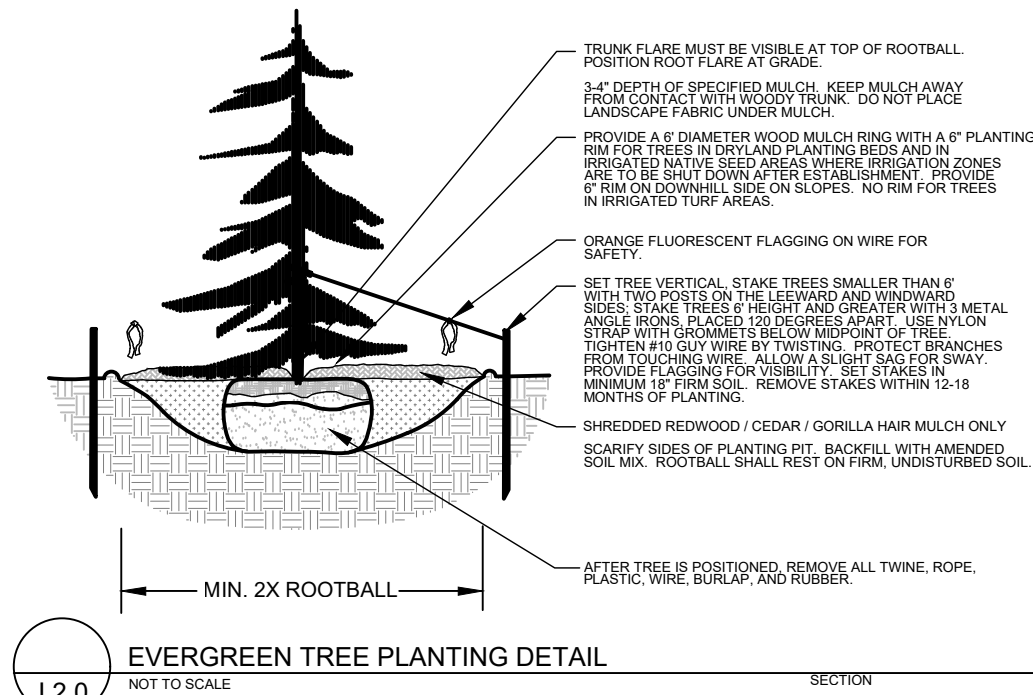 TRUNK FLARE MUST BE VISIBLE AT TOP OF ROOTBALL.
POSITION ROOT FLARE AT GRADE.
3-4" DEPTH OF SPECIFIED MULCH. KEEP MULCH AWAY
FROM CONTACT WITH WOODY TRUNK. DO NOT PLACE
LANDSCAPE FABRIC UNDER MULCH.
PROVIDE A 6' DIAMETER WOOD MULCH RING WITH A 6" PLANTING
RIM FOR TREES IN DRYLAND PLANTING BEDS AND IN
IRRIGATED NATIVE SEED AREAS WHERE IRRIGATION ZONES
ARE TO BE SHUT DOWN AFTER ESTABLISHMENT. PROVIDE
6" RIM ON DOWNHILL SIDE ON SLOPES. NO RIM FOR TREES
IN IRRIGATED TURF AREAS.
ORANGE FLUORESCENT FLAGGING ON WIRE FOR
SAFETY.
SET TREE VERTICAL, STAKE TREES SMALLER THAN 6'
WITH TWO POSTS ON THE LEEWARD AND WINDWARD
SIDES; STAKE TREES 6' HEIGHT AND GREATER WITH 3 METAL
ANGLE IRONS, PLACED 120 DEGREES APART. USE NYLON
STRAP WITH GROMMETS BELOW MIDPOINT OF TREE.
TIGHTEN #10 GUY WIRE BY TWISTING. PROTECT BRANCHES
FROM TOUCHING WIRE. ALLOW A SLIGHT SAG FOR SWAY.
PROVIDE FLAGGING FOR VISIBILITY. SET STAKES IN
MINIMUM 18" FIRM SOIL. REMOVE STAKES WITHIN 12-18
MONTHS OF PLANTING.
SHREDDED REDWOOD / CEDAR / GORILLA HAIR MULCH ONLY
SCARIFY SIDES OF PLANTING PIT. BACKFILL WITH AMENDED
SOIL MIX. ROOTBALL SHALL REST ON FIRM, UNDISTURBED SOIL.
AFTER TREE IS POSITIONED, REMOVE ALL TWINE, ROPE,
PLASTIC, WIRE, BURLAP, AND RUBBER.
MIN. 2X ROOTBALL
EVERGREEN TREE PLANTING DETAIL
NOT TO SCALE
SECTION